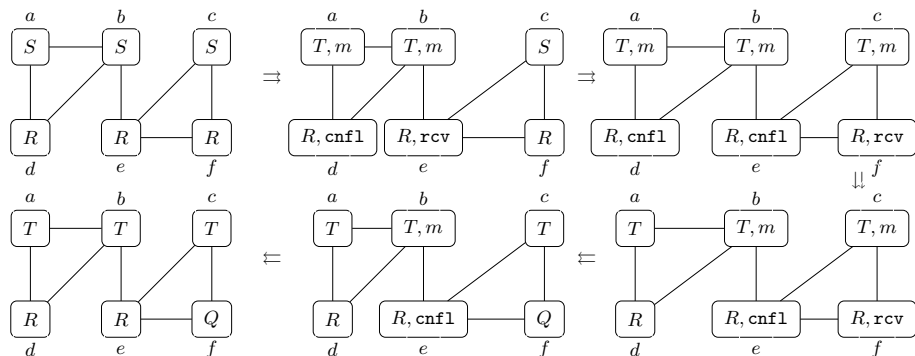 a b c a b c a b c
S S S T, m T, m S T, m T, m T, m
⇉ ⇉
R R R R, cnfl R, rcv R R, cnfl R, cnfl R, rcv
d e f d e f d e f
⇊
a b c a b c a b c
T T T T T, m T T T, m T, m
⇇ ⇇
R R Q R R, cnfl Q R R, cnfl R, rcv
d e f d e f d e f